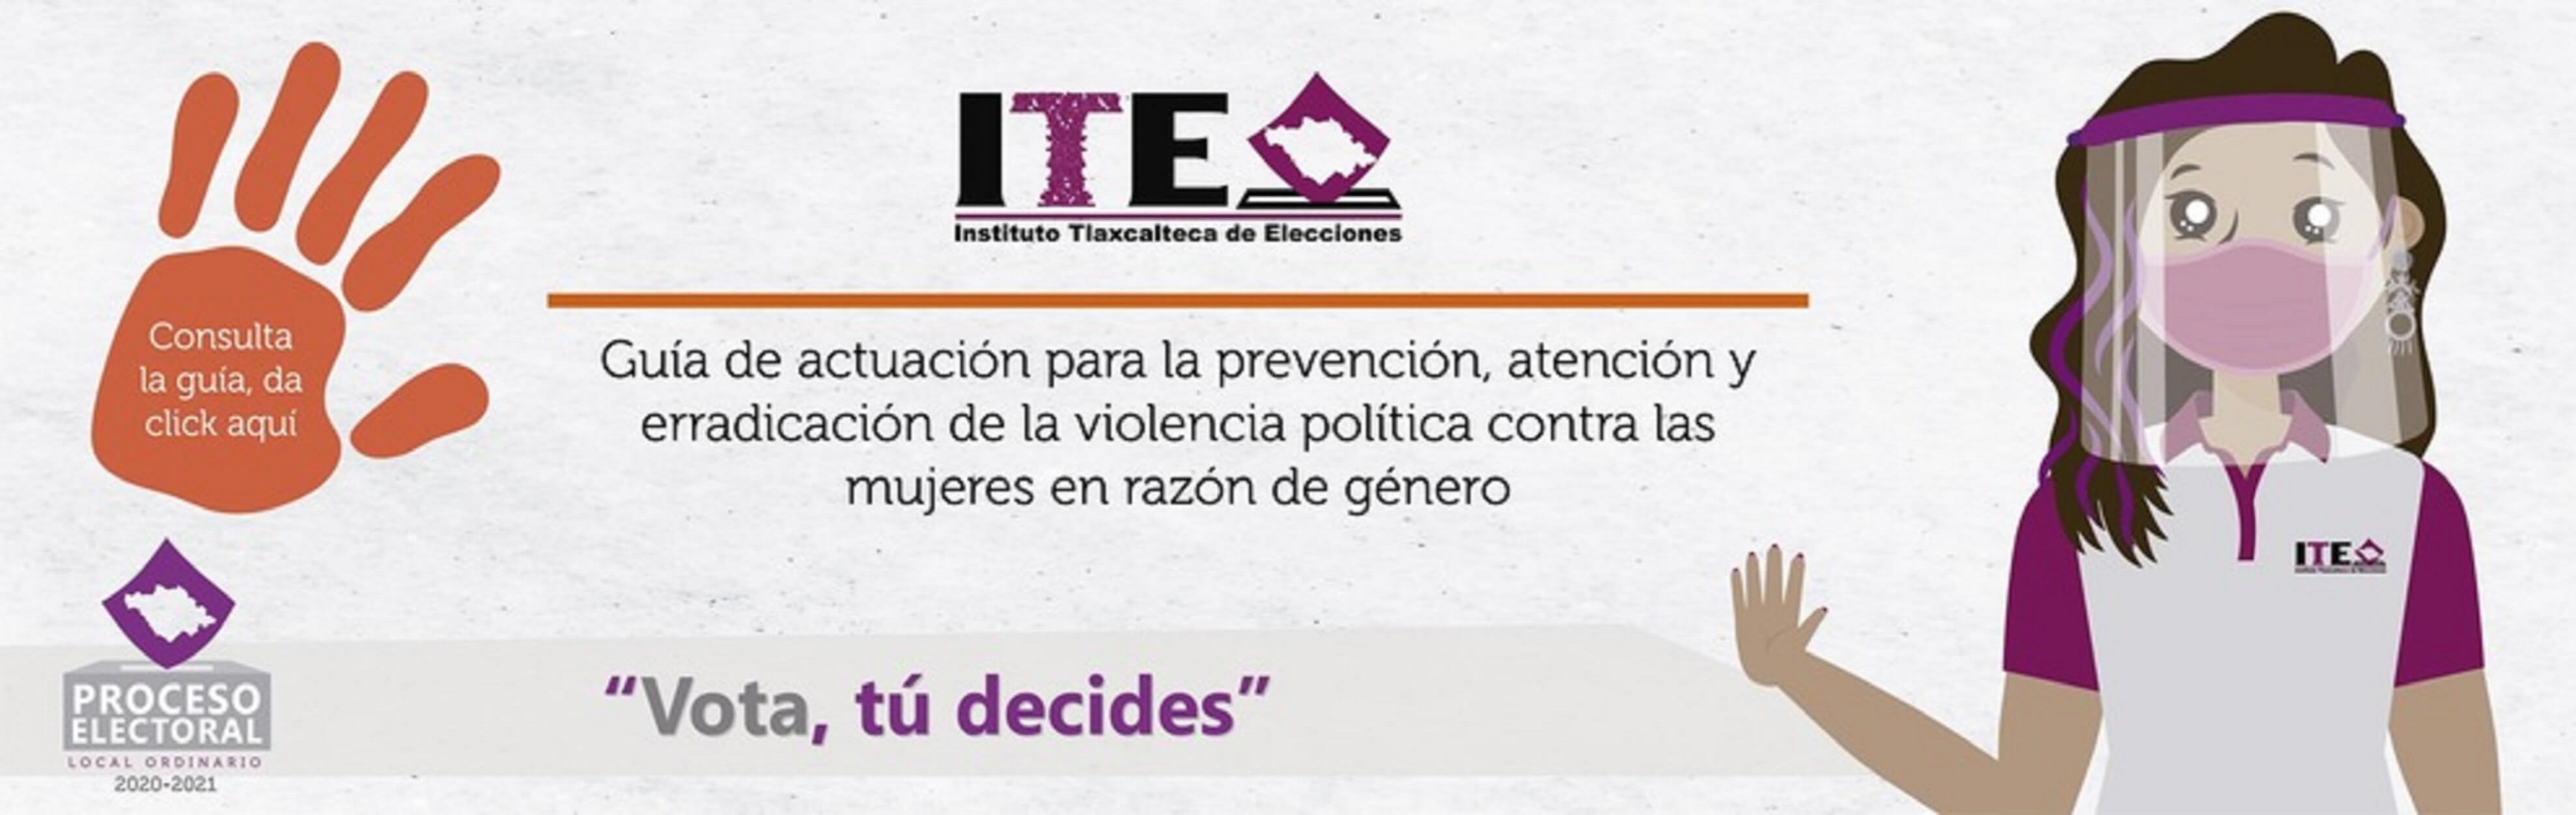 Consulta
la guía, da
click aquí
ITE
Instituto Tlaxcalteca de Elecciones
Guía de actuación para la prevención, atención y
erradicación de la violencia política contra las
mujeres en razón de género
ITE
PROCESO
ELECTORAL
LOCAL ORDINARIO
2020-2021
“Vota, tú decides”